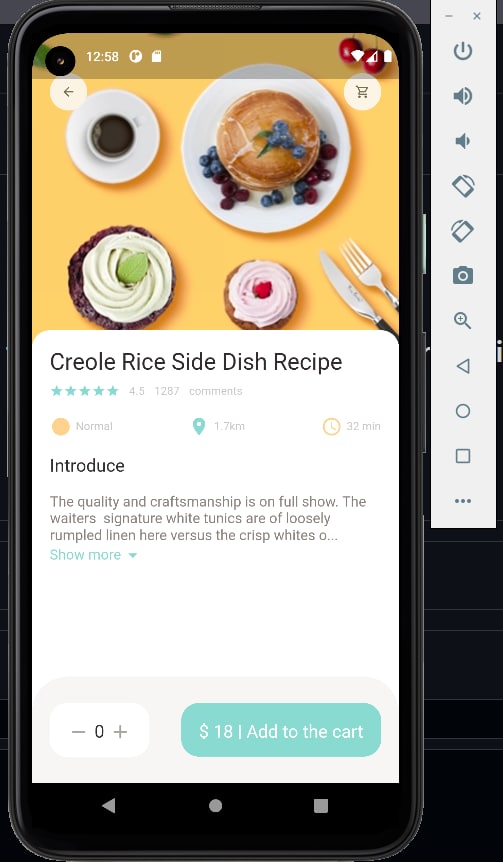 12:58
Creole Rice Side Dish Recipe
4.5 1287 comments
Normal 1.7km 32 min
Introduce
The quality and craftsmanship is on full show. The
waiters signature white tunics are of loosely
rumpled linen here versus the crisp whites o...
Show more
0 $ 18 | Add to the cart